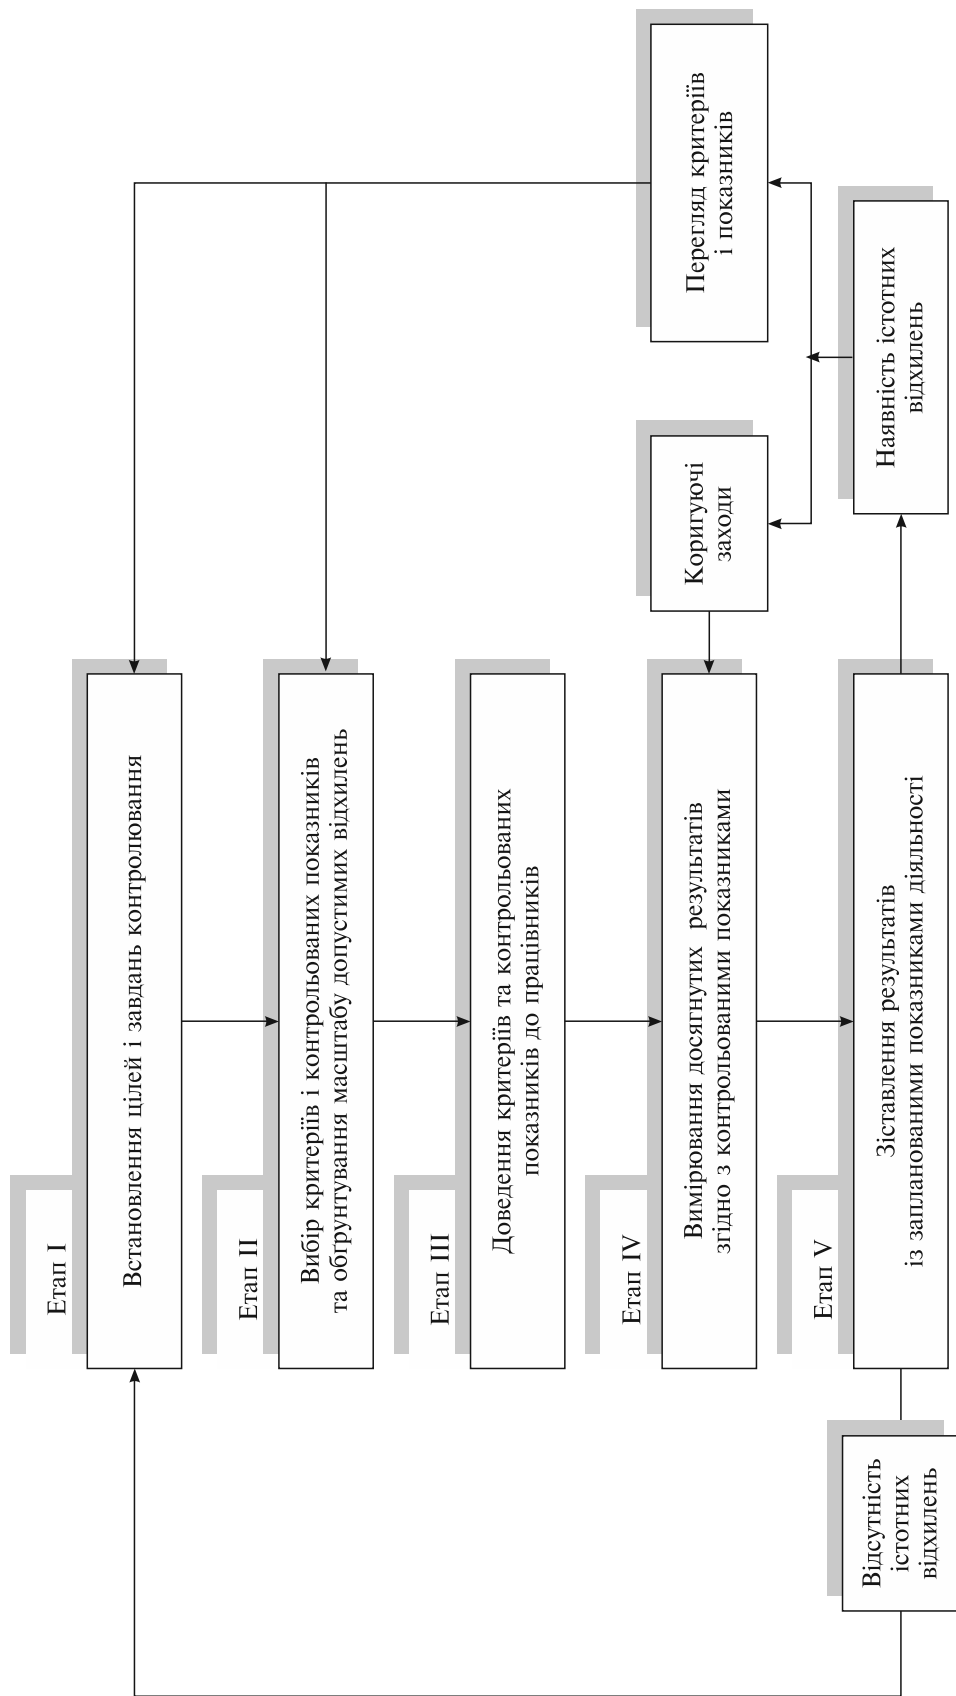 Етап I
Встановлення цілей і завдань контролювання
Етап II
Вибір критеріїв і контрольованих показників
та обґрунтування масштабу допустимих відхилень
Етап III
Доведення критеріїв та контрольованих
показників до працівників
Етап IV
Вимірювання досягнутих результатів
згідно з контрольованими показниками
Етап V
Зіставлення результатів
із запланованими показниками діяльності
Відсутність
істотних
відхилень
Коригуючі
заходи
Перегляд критеріїв
і показників
Наявність істотних
відхилень